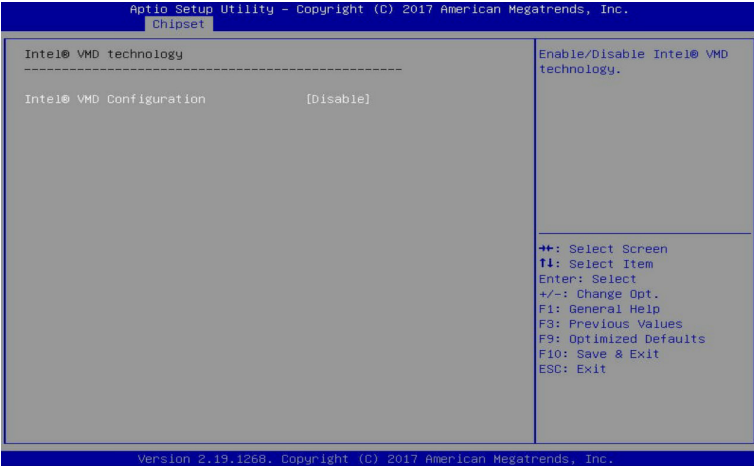 Aptio Setup Utility – Copyright (C) 2017 American Megatrends, Inc.
Chipset
Intel® VMD technology
--------------------------------------------------
Intel® VMD Configuration [Disable]
Enable/Disable Intel® VMD
technology.
→←: Select Screen
↑↓: Select Item
Enter: Select
+/-: Change Opt.
F1: General Help
F3: Previous Values
F9: Optimized Defaults
F10: Save & Exit
ESC: Exit
Version 2.19.1268. Copyright (C) 2017 American Megatrends, Inc.